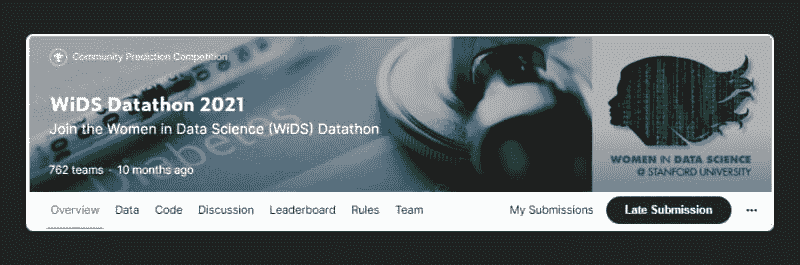 Community Prediction Competition
WiDS Datathon 2021
Join the Women in Data Science (WiDS) Datathon
Diabetes
762 teams · 10 months ago
WOMEN IN DATA SCIENCE
@ STANFORD UNIVERSITY
Overview Data Code Discussion Leaderboard Rules Team My Submissions Late Submission ...